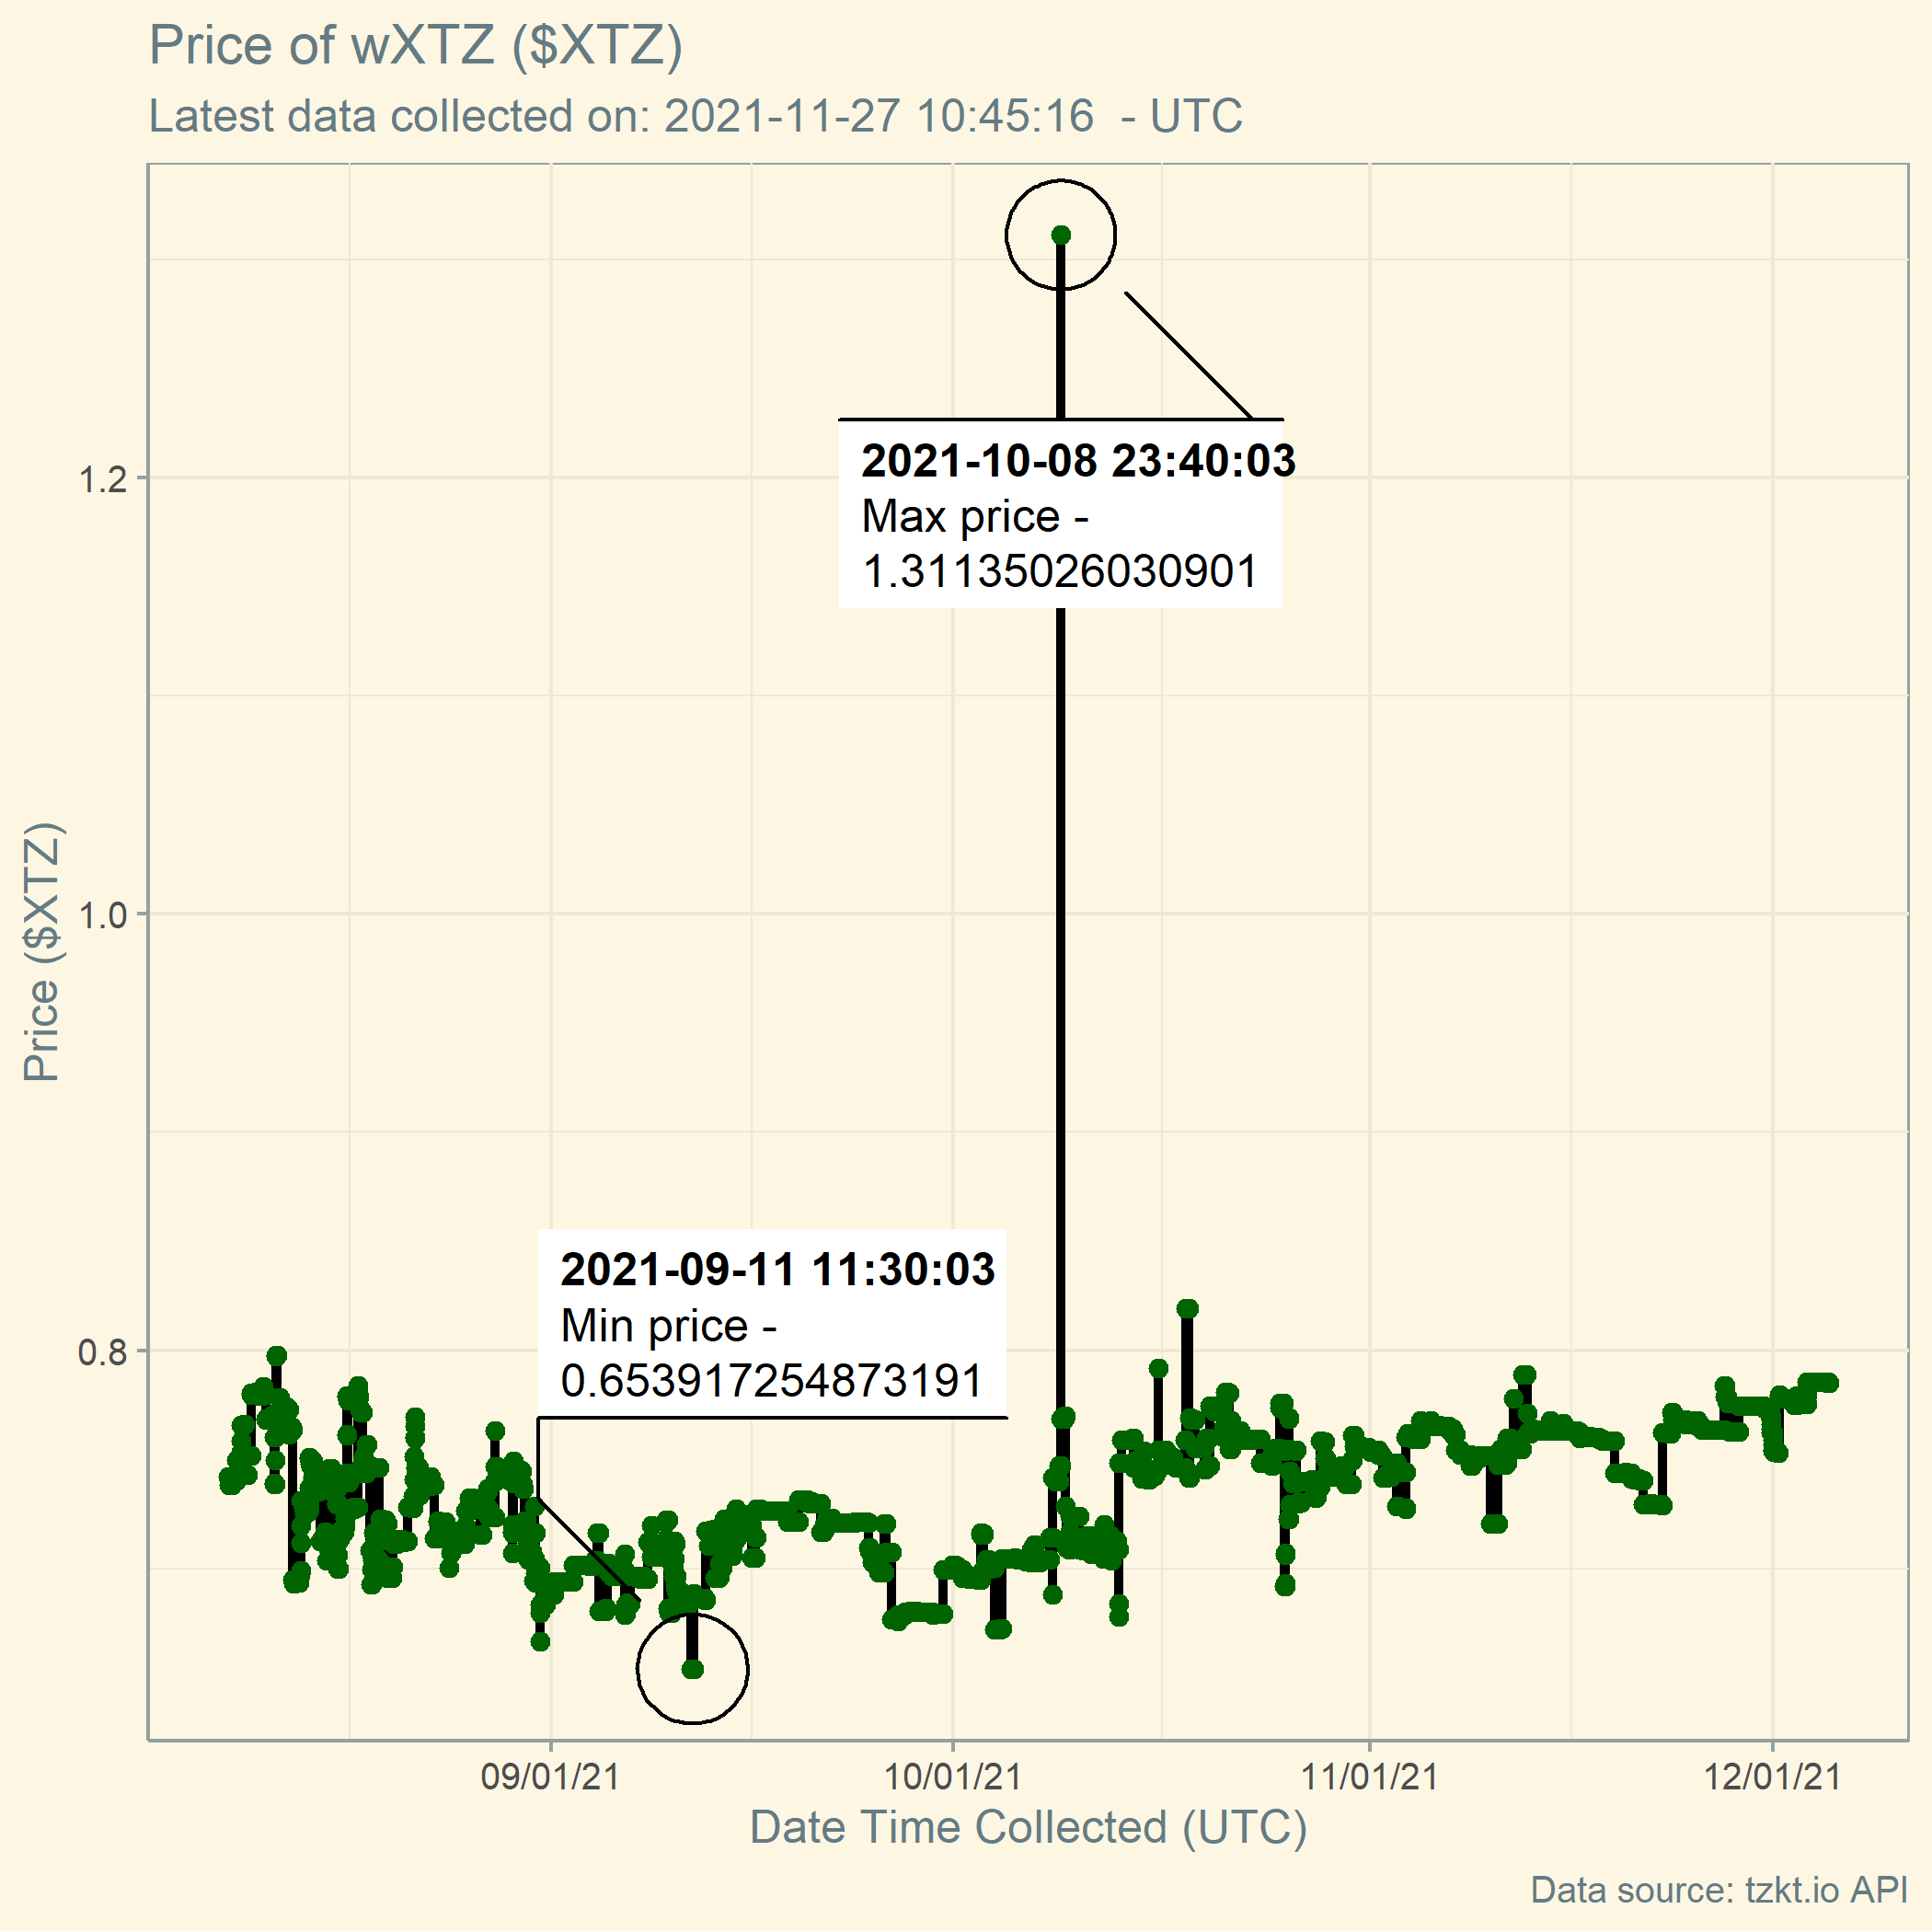 Price of wXTZ ($XTZ)
Latest data collected on: 2021-11-27 10:45:16  - UTC
2021-10-08 23:40:03
Max price -
1.31135026030901
1.2
1.0
Price ($XTZ)
2021-09-11 11:30:03
Min price -
0.653917254873191
0.8
09/01/21
10/01/21
11/01/21
12/01/21
Date Time Collected (UTC)
Data source: tzkt.io API